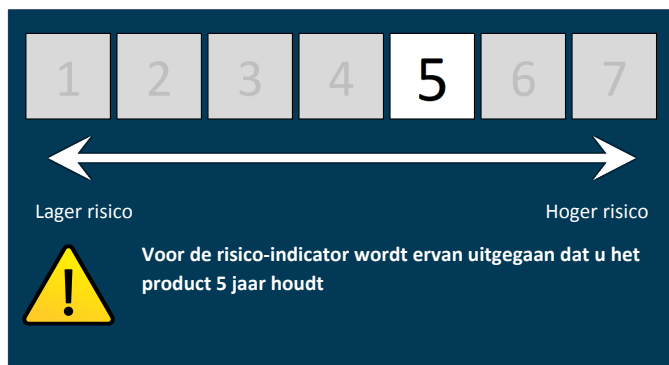 1 2 3 4 5 6 7
Lager risico Hoger risico
Voor de risico-indicator wordt ervan uitgegaan dat u het
product 5 jaar houdt